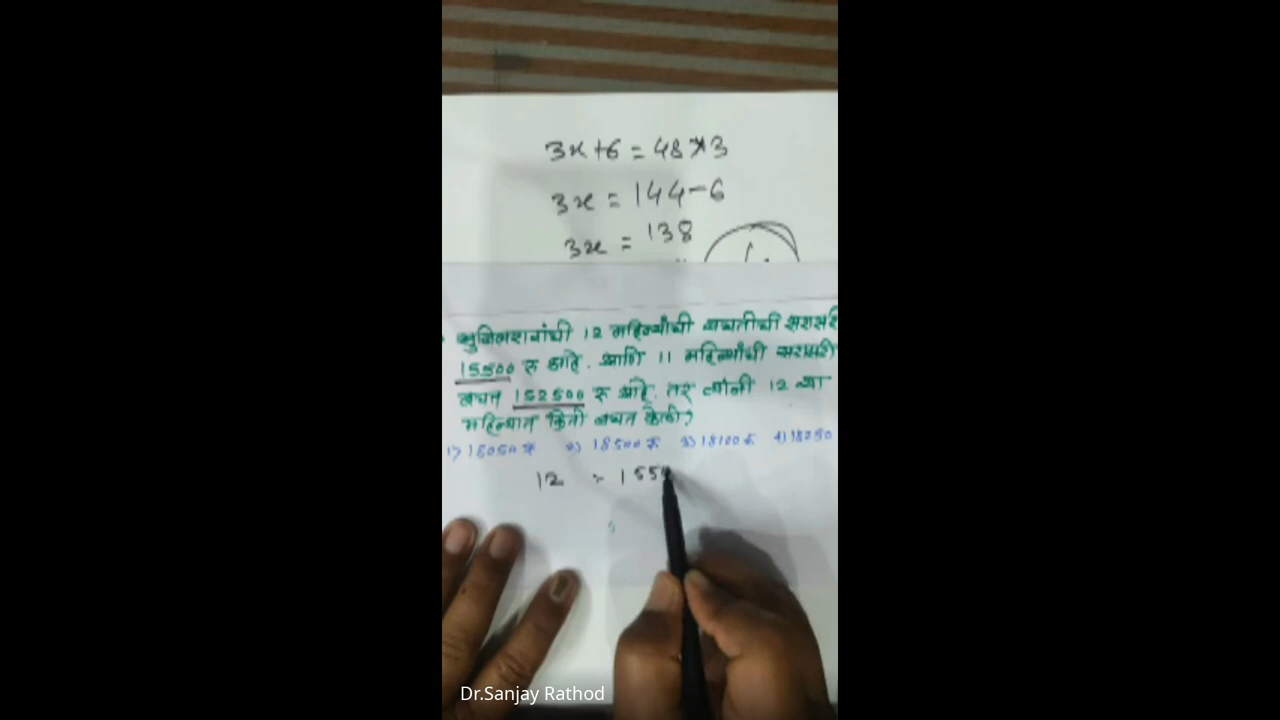 3x+6 = 48*3
3x = 144-6
3x = 138
12 महिन्यांची बचतीची सरासरी
15500 रु आहे. आणि 11 महिन्यांची सरासरी
बचत 152500 रु आहे. तर त्यांनी 12 व्या
महिन्यात किती बचत केली?
1) 18050 रु 2) 18500 रु 3) 18100 रु 4) 18250
12 = 155
Dr.Sanjay Rathod